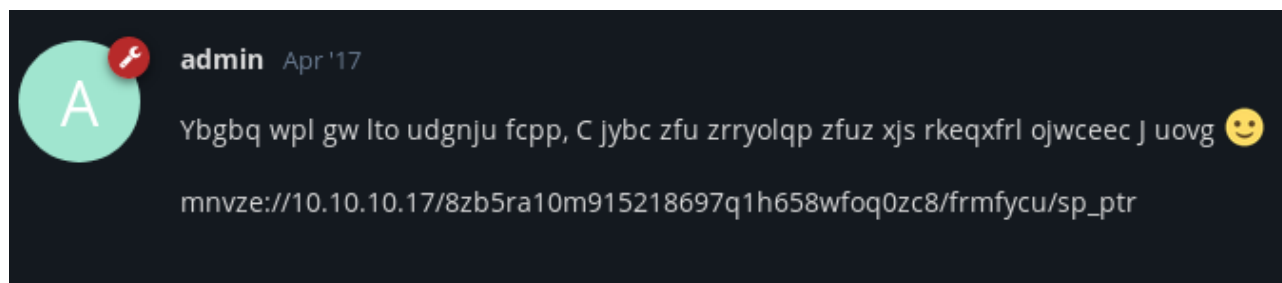 A
admin Apr '17
Ybgbq wpl gw lto udgnju fcpp, C jybc zfu zrryolqp zfuz xjs rkeqxfrl ojwceec J uovg 🙂
mnvze://10.10.10.17/8zb5ra10m915218697q1h658wfoq0zc8/frmfycu/sp_ptr